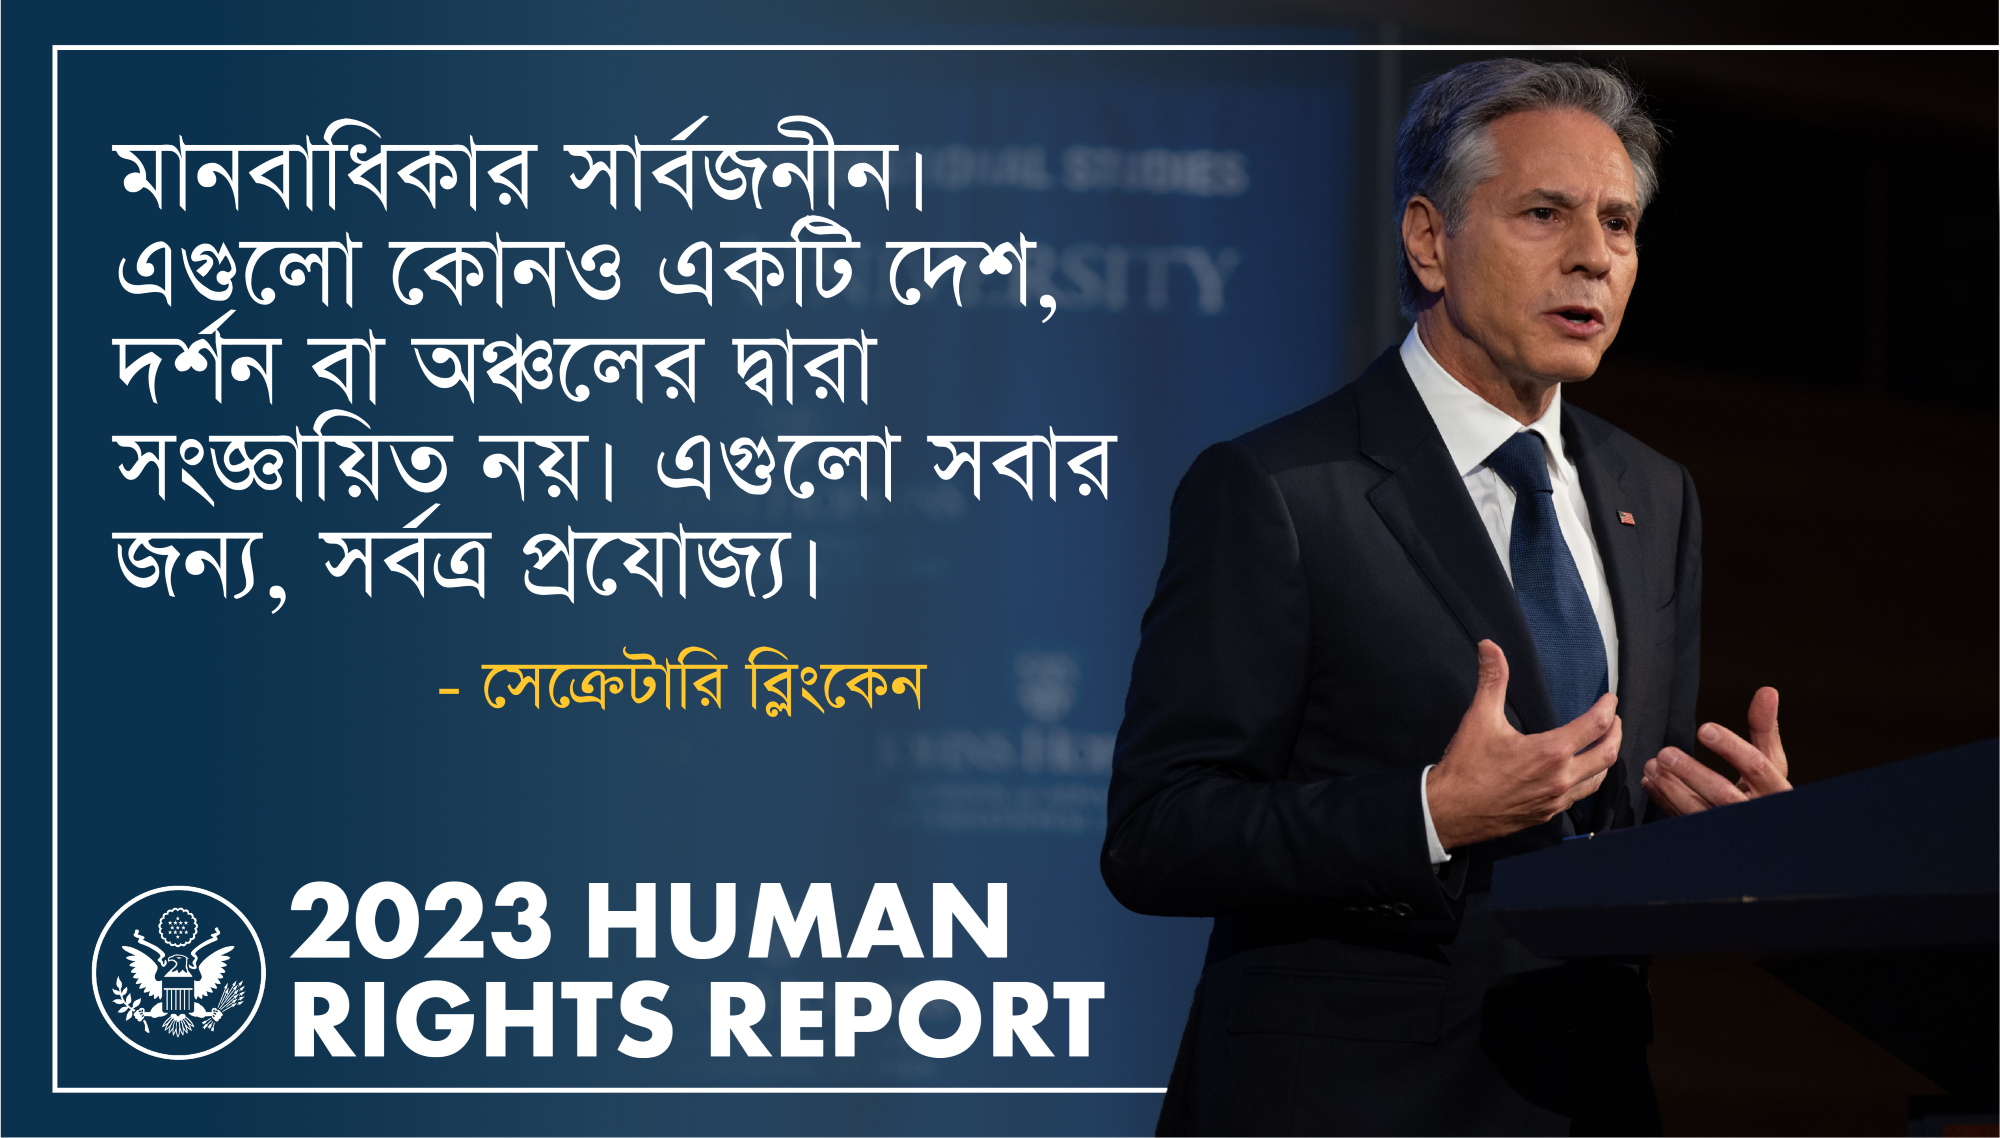 মানবাধিকার সার্বজনীন।
এগুলো কোনও একটি দেশ,
দর্শন বা অঞ্চলের দ্বারা
সংজ্ঞায়িত নয়। এগুলো সবার
জন্য, সর্বত্র প্রযোজ্য।
- সেক্রেটারি ব্লিংকেন
2023 HUMAN
RIGHTS REPORT
STUDIES